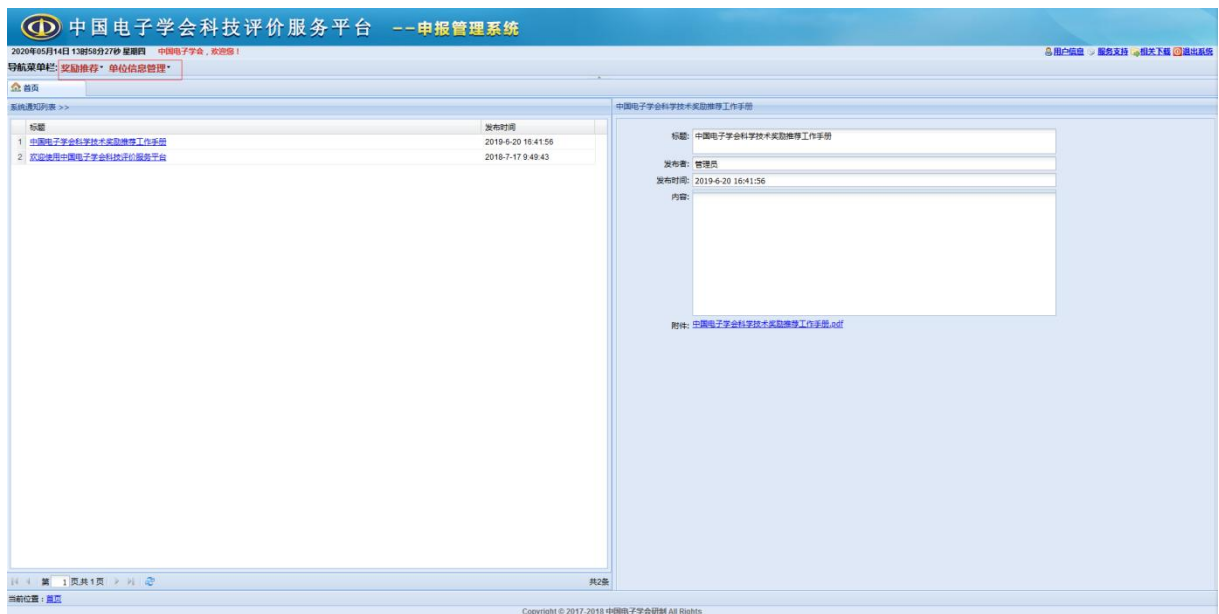 中国电子学会科技评价服务平台 --申报管理系统
2020年05月14日 13时58分27秒 星期四 中国电子学会，欢迎您！ 用户信息 服务支持 相关下载 退出系统
导航菜单栏: 奖励推荐 单位信息管理
首页
系统通知列表 >> 中国电子学会科学技术奖励推荐工作手册
标题 发布时间
1 中国电子学会科学技术奖励推荐工作手册 2019-6-20 16:41:56
2 欢迎使用中国电子学会科技评价服务平台 2018-7-17 9:49:43
标题: 中国电子学会科学技术奖励推荐工作手册
发布者: 管理员
发布时间: 2019-6-20 16:41:56
内容:
附件: 中国电子学会科学技术奖励推荐工作手册.pdf
第 1 页,共 1 页 共2条
当前位置：首页
Copyright © 2017-2018 中国电子学会研制 All Rights